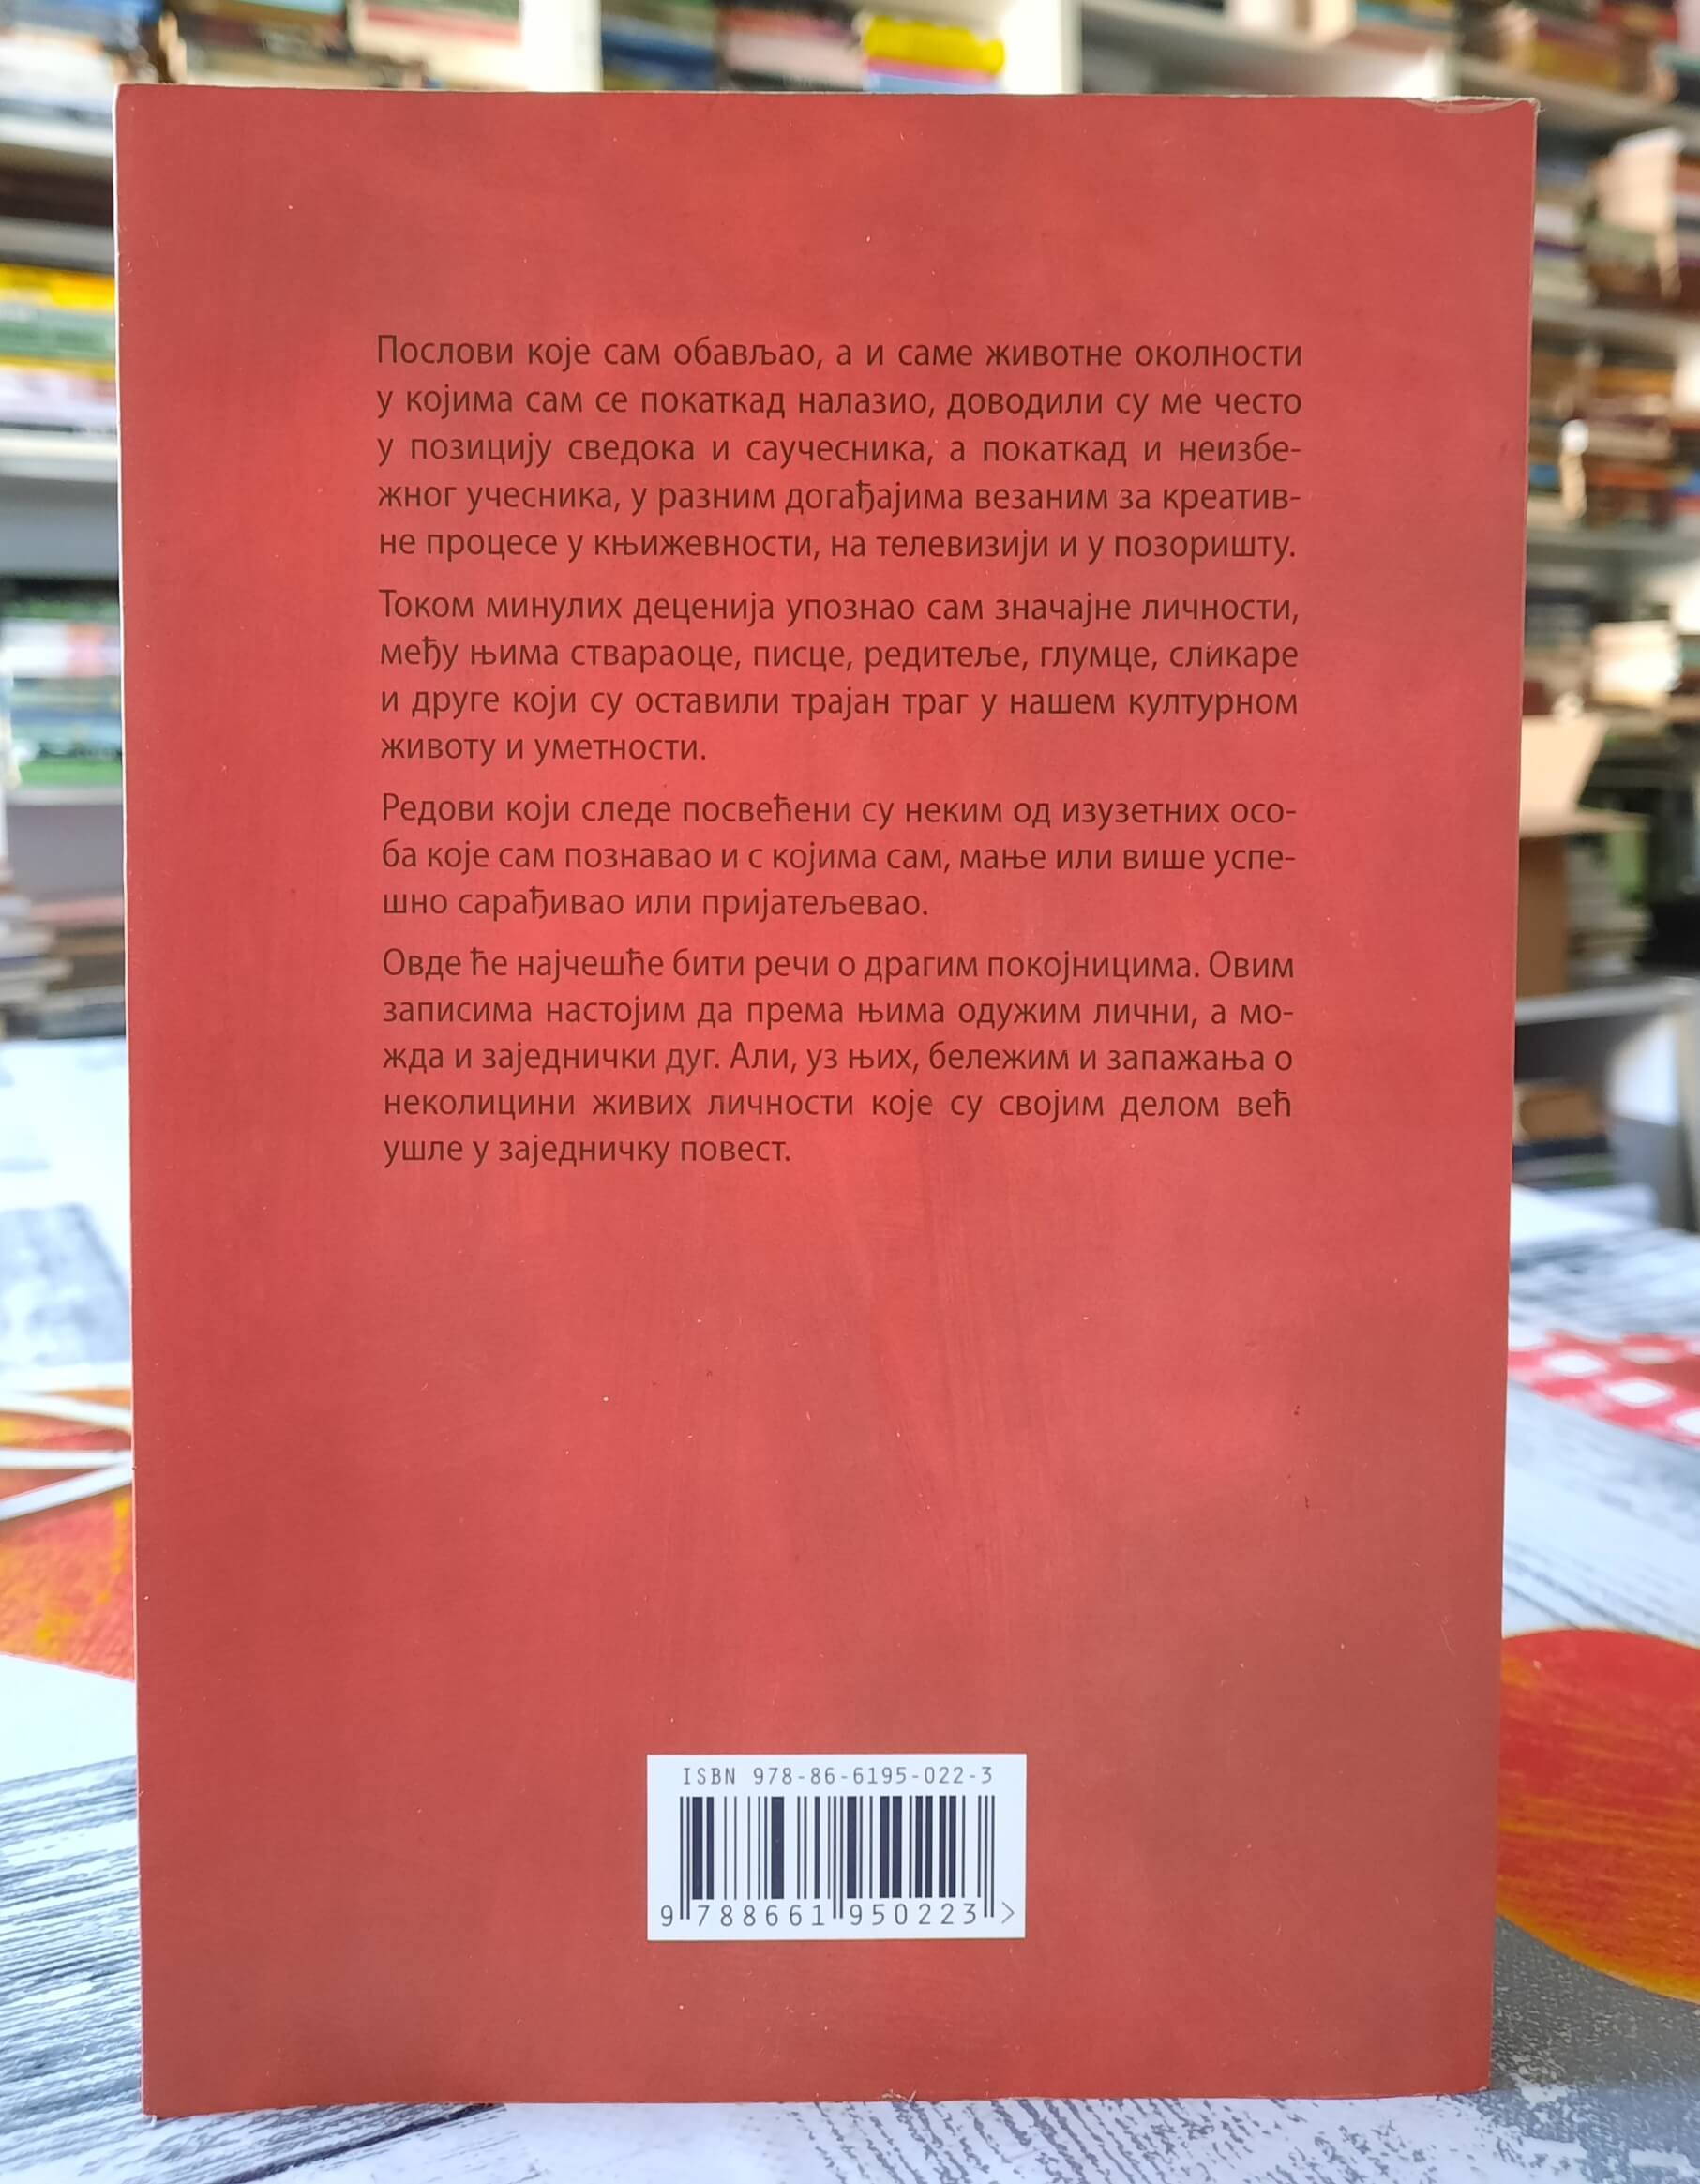 Послови које сам обављао, а и саме животне околности
у којима сам се покаткад налазио, доводили су ме често
у позицију сведока и саучесника, а покаткад и неизбе-
жног учесника, у разним догађајима везаним за креатив-
не процесе у књижевности, на телевизији и у позоришту.
Током минулих деценија упознао сам значајне личности,
међу њима ствараоце, писце, редитеље, глумце, сликаре
и друге који су оставили трајан траг у нашем културном
животу и уметности.
Редови који следе посвећени су неким од изузетних осо-
ба које сам познавао и с којима сам, мање или више успе-
шно сарађивао или пријатељевао.
Овде ће најчешће бити речи о драгим покојницима. Овим
записима настојим да према њима одужим лични, а мо-
жда и заједнички дуг. Али, уз њих, бележим и запажања о
неколицини живих личности које су својим делом већ
ушле у заједничку повест.
ISBN 978-86-6195-022-3
9 788661 950223 >